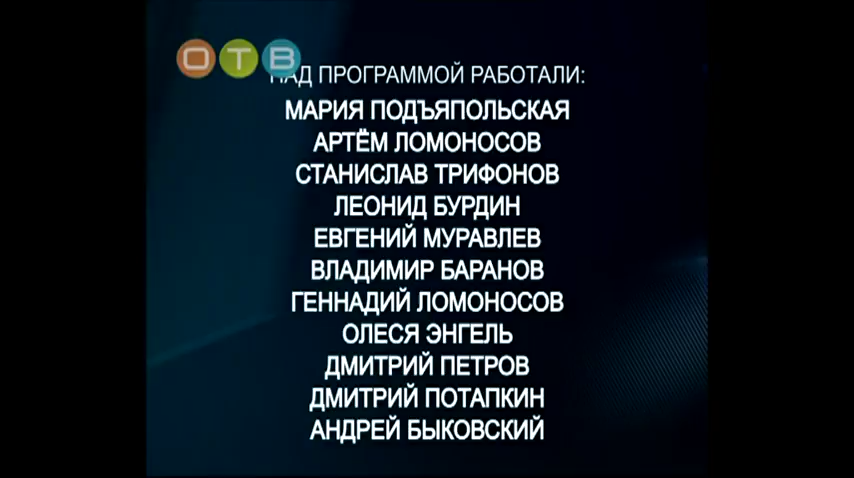 ОТВ
НАД ПРОГРАММОЙ РАБОТАЛИ:
МАРИЯ ПОДЪЯПОЛЬСКАЯ
АРТЁМ ЛОМОНОСОВ
СТАНИСЛАВ ТРИФОНОВ
ЛЕОНИД БУРДИН
ЕВГЕНИЙ МУРАВЛЕВ
ВЛАДИМИР БАРАНОВ
ГЕННАДИЙ ЛОМОНОСОВ
ОЛЕСЯ ЭНГЕЛЬ
ДМИТРИЙ ПЕТРОВ
ДМИТРИЙ ПОТАПКИН
АНДРЕЙ БЫКОВСКИЙ